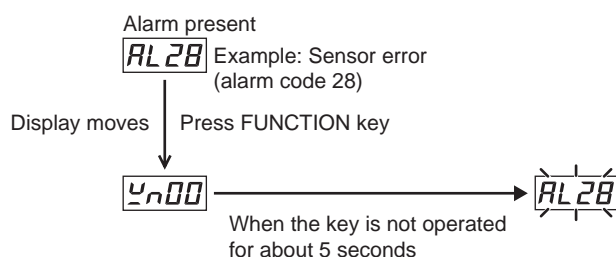 Alarm present
AL28
Example: Sensor error
(alarm code 28)
Display moves
Press FUNCTION key
Yn00
AL28
When the key is not operated
for about 5 seconds